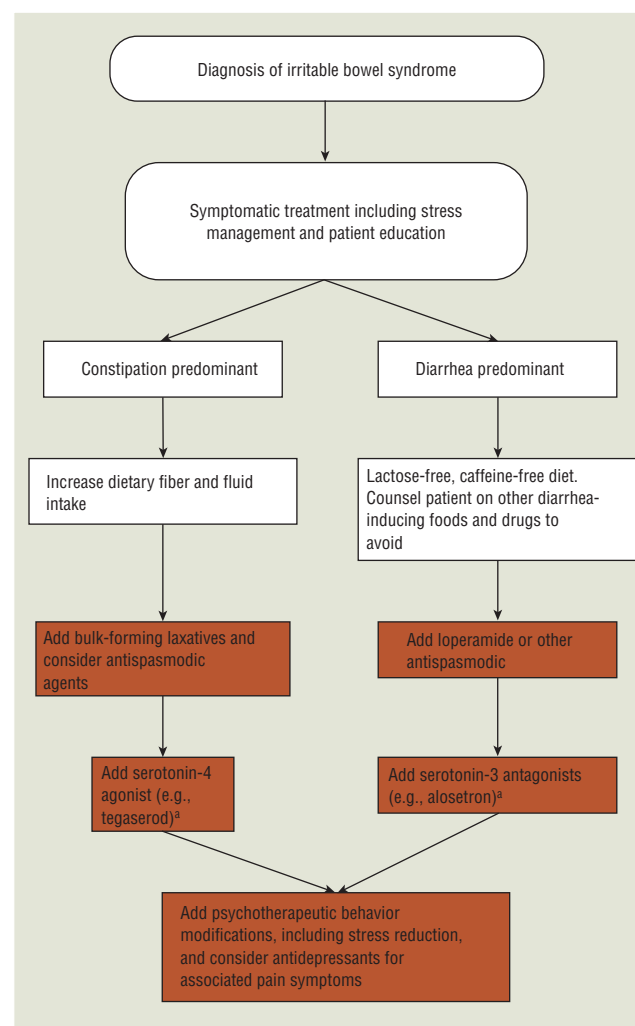 Diagnosis of irritable bowel syndrome
Symptomatic treatment including stress
management and patient education
Constipation predominant
Diarrhea predominant
Increase dietary fiber and fluid
intake
Lactose-free, caffeine-free diet.
Counsel patient on other diarrhea-
inducing foods and drugs to
avoid
Add bulk-forming laxatives and
consider antispasmodic
agents
Add loperamide or other
antispasmodic
Add serotonin-4
agonist (e.g.,
tegaserod)ᵃ
Add serotonin-3 antagonists
(e.g., alosetron)ᵃ
Add psychotherapeutic behavior
modifications, including stress reduction,
and consider antidepressants for
associated pain symptoms